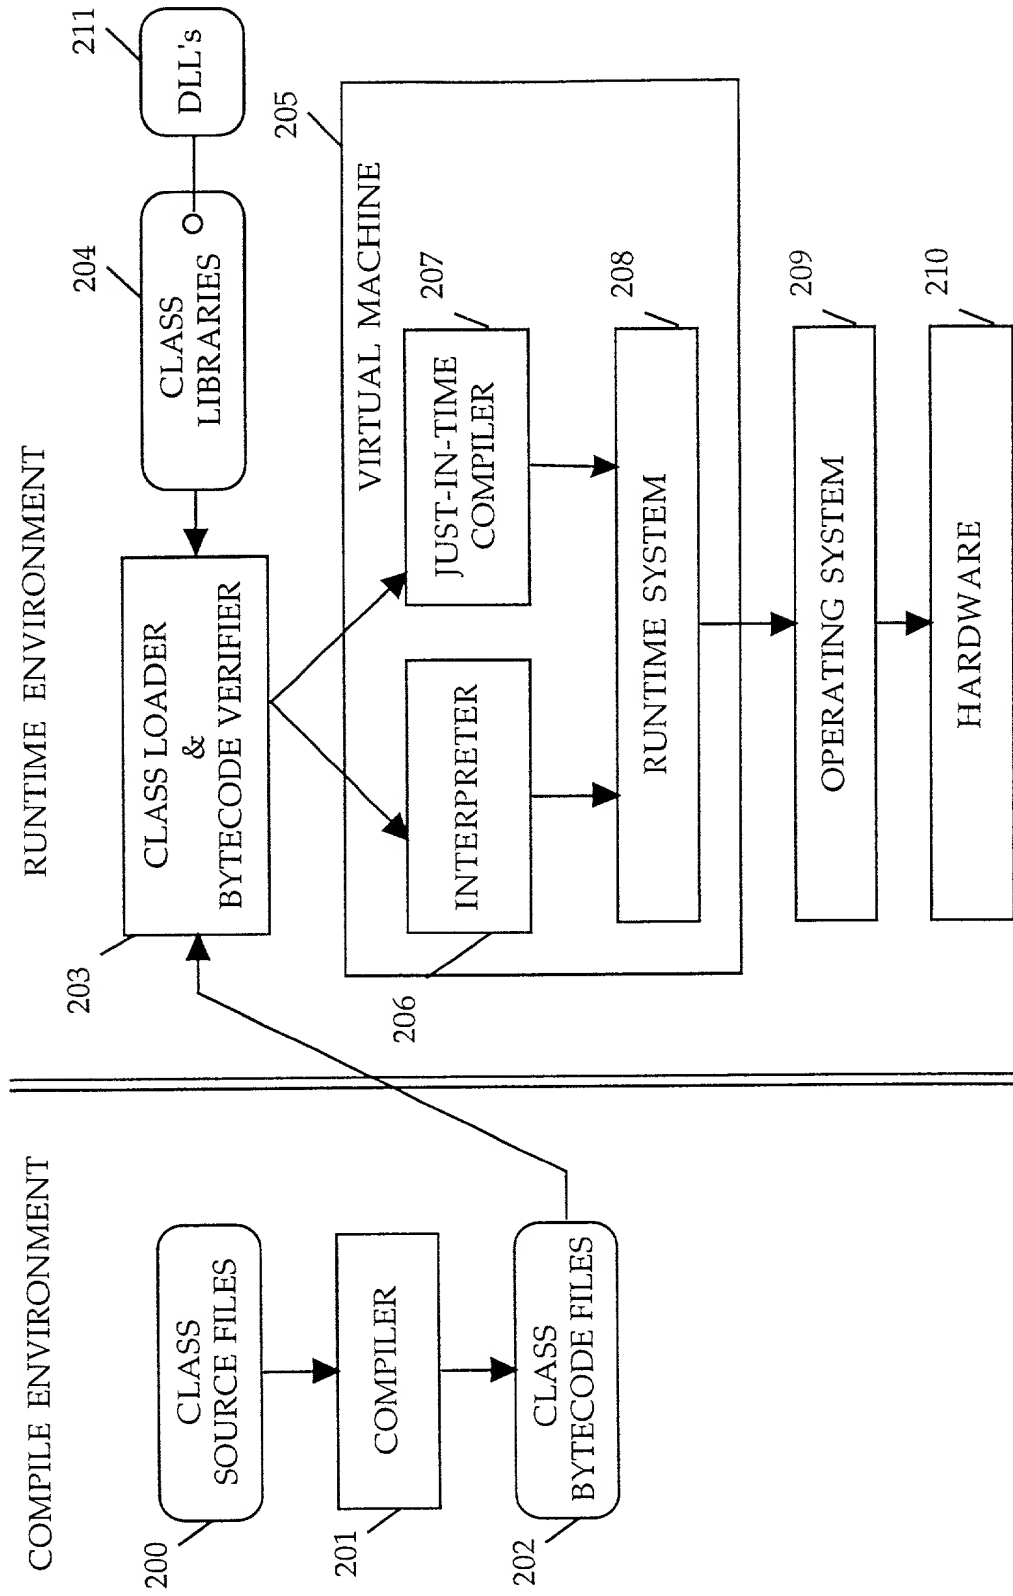 COMPILE ENVIRONMENT
200
CLASS
SOURCE FILES
201
COMPILER
202
CLASS
BYTECODE FILES
RUNTIME ENVIRONMENT
203
CLASS LOADER
&
BYTECODE VERIFIER
204
CLASS
LIBRARIES
211
DLL's
205
VIRTUAL MACHINE
206
INTERPRETER
207
JUST-IN-TIME
COMPILER
208
RUNTIME SYSTEM
209
OPERATING SYSTEM
210
HARDWARE